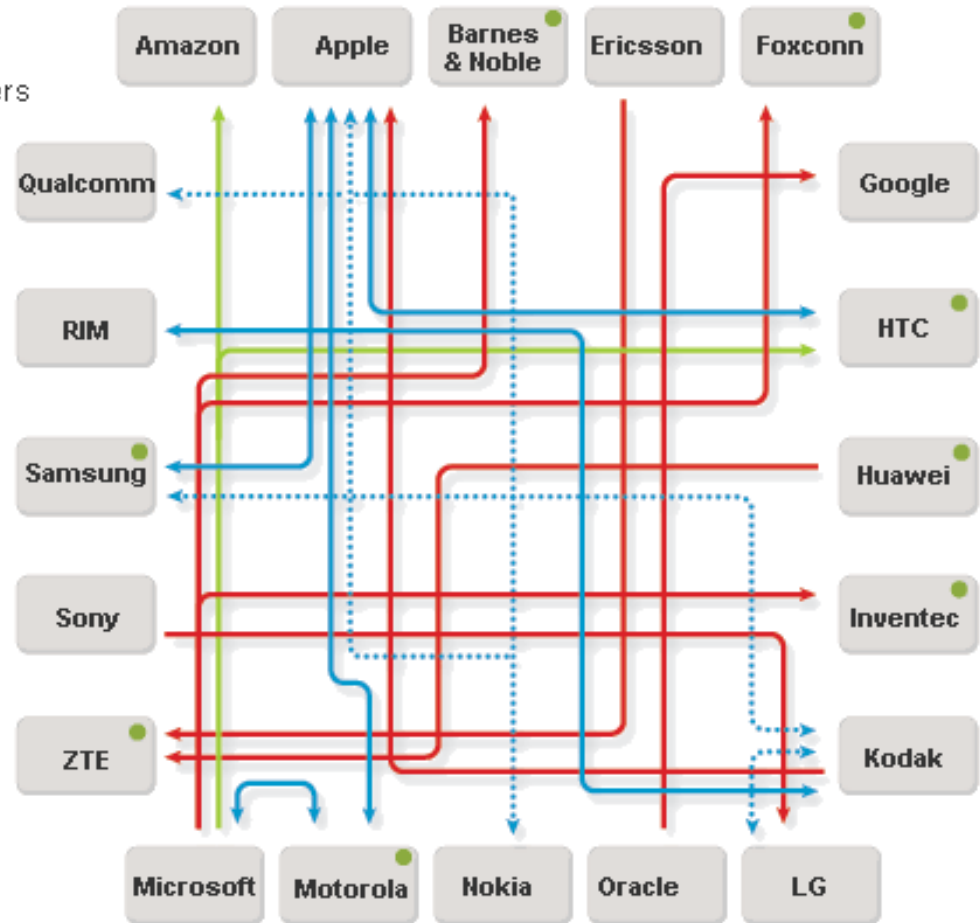 Amazon
Apple
Barnes
& Noble
Ericsson
Foxconn
ers
Qualcomm
Google
RIM
HTC
Samsung
Huawei
Sony
Inventec
ZTE
Kodak
Microsoft
Motorola
Nokia
Oracle
LG